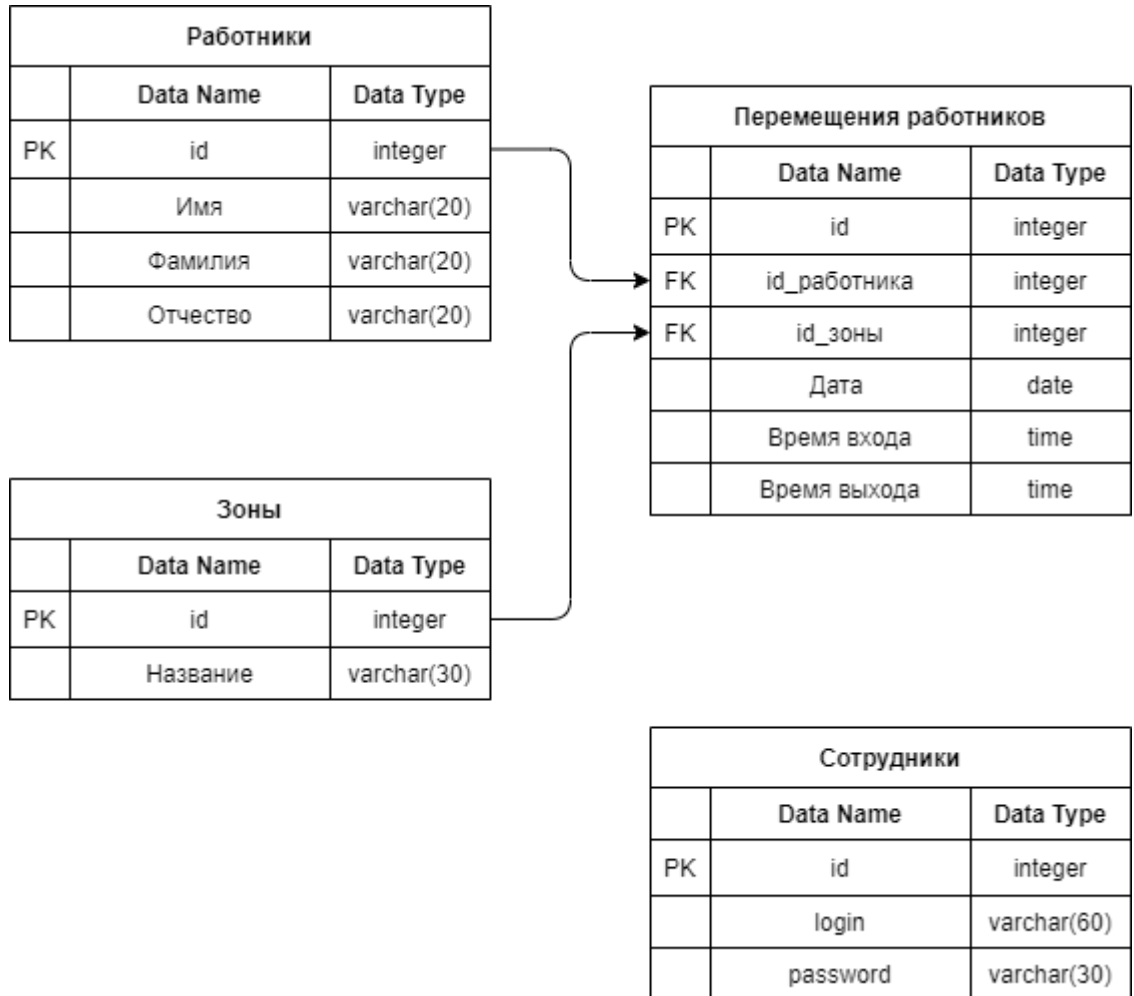 Работники
Data Name Data Type
PK id integer
Имя varchar(20)
Фамилия varchar(20)
Отчество varchar(20)
Перемещения работников
Data Name Data Type
PK id integer
FK id_работника integer
FK id_зоны integer
Дата date
Время входа time
Время выхода time
Зоны
Data Name Data Type
PK id integer
Название varchar(30)
Сотрудники
Data Name Data Type
PK id integer
login varchar(60)
password varchar(30)